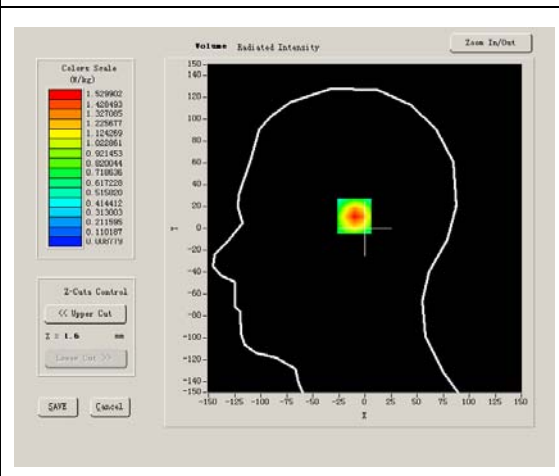 Volume Radiated Intensity
Zoom In/Out
Colors Scale
(W/kg)
1.529902
1.428493
1.327085
1.225677
1.124269
1.022861
0.921453
0.820044
0.718636
0.617228
0.515820
0.414412
0.313003
0.211595
0.110187
0.008779
Z-Cuts Control
<< Upper Cut
Z = 1.6 mm
Lower Cut >>
SAVE
Cancel
150
140
120
100
80
60
40
20
0
-20
-40
-60
-80
-100
-120
-140
-150
Y
-150 -125 -100 -75 -50 -25 0 25 50 75 100 125 150
X